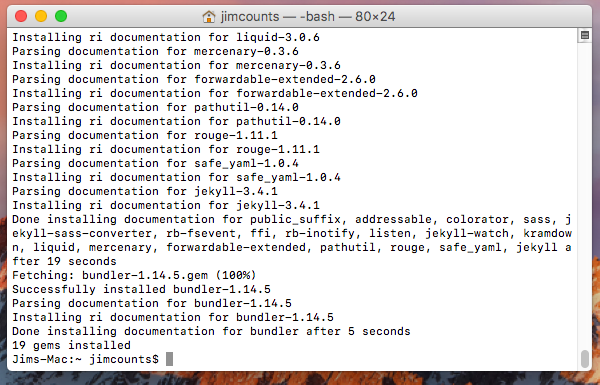 jimcounts — -bash — 80×24
Installing ri documentation for liquid-3.0.6
Parsing documentation for mercenary-0.3.6
Installing ri documentation for mercenary-0.3.6
Parsing documentation for forwardable-extended-2.6.0
Installing ri documentation for forwardable-extended-2.6.0
Parsing documentation for pathutil-0.14.0
Installing ri documentation for pathutil-0.14.0
Parsing documentation for rouge-1.11.1
Installing ri documentation for rouge-1.11.1
Parsing documentation for safe_yaml-1.0.4
Installing ri documentation for safe_yaml-1.0.4
Parsing documentation for jekyll-3.4.1
Installing ri documentation for jekyll-3.4.1
Done installing documentation for public_suffix, addressable, colorator, sass, j
ekyll-sass-converter, rb-fsevent, ffi, rb-inotify, listen, jekyll-watch, kramdow
n, liquid, mercenary, forwardable-extended, pathutil, rouge, safe_yaml, jekyll a
fter 19 seconds
Fetching: bundler-1.14.5.gem (100%)
Successfully installed bundler-1.14.5
Parsing documentation for bundler-1.14.5
Installing ri documentation for bundler-1.14.5
Done installing documentation for bundler after 5 seconds
19 gems installed
Jims-Mac:~ jimcounts$